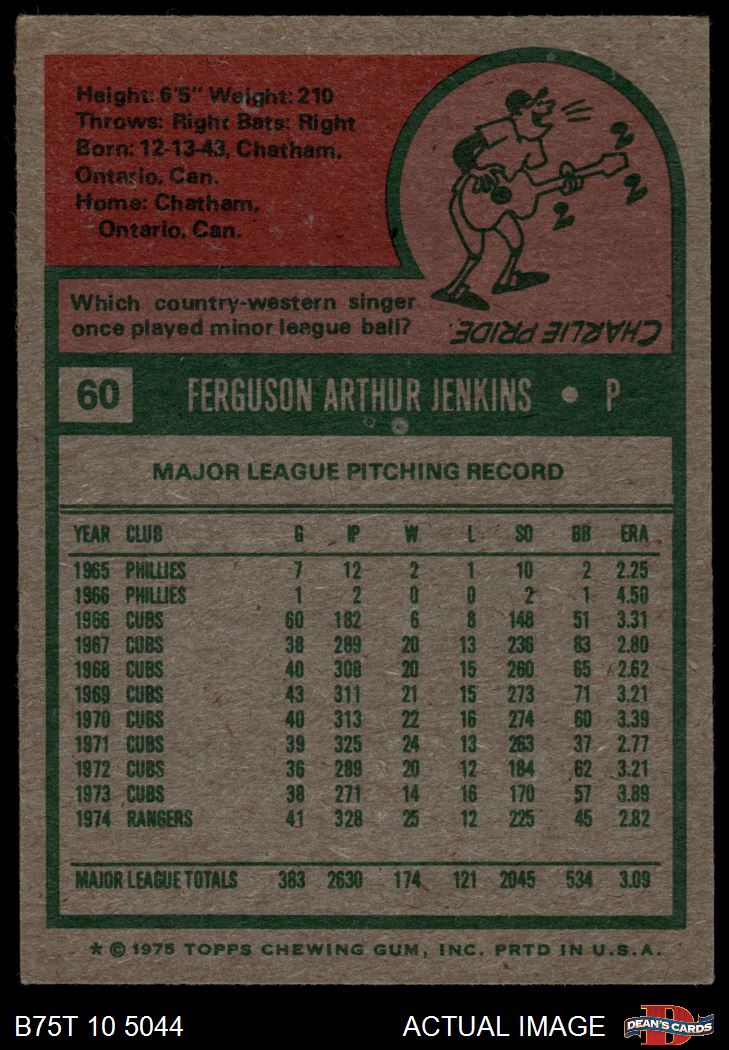 Height: 6'5" Weight: 210
Throws: Right Bats: Right
Born: 12-13-43, Chatham,
Ontario, Can.
Home: Chatham,
Ontario, Can.
Z
Z
Z
Which country-western singer
once played minor league ball?
CHARLIE PRIDE
60 FERGUSON ARTHUR JENKINS • P
MAJOR LEAGUE PITCHING RECORD
YEAR CLUB G IP W L SO BB ERA
1965 PHILLIES 7 12 2 1 10 2 2.25
1966 PHILLIES 1 2 0 0 2 1 4.50
1966 CUBS 60 182 6 8 148 51 3.31
1967 CUBS 38 289 20 13 236 83 2.80
1968 CUBS 40 308 20 15 260 65 2.62
1969 CUBS 43 311 21 15 273 71 3.21
1970 CUBS 40 313 22 16 274 60 3.39
1971 CUBS 39 325 24 13 263 37 2.77
1972 CUBS 36 289 20 12 184 62 3.21
1973 CUBS 38 271 14 16 170 57 3.89
1974 RANGERS 41 328 25 12 225 45 2.82
MAJOR LEAGUE TOTALS 383 2630 174 121 2045 534 3.09
* © 1975 TOPPS CHEWING GUM, INC. PRTD IN U.S.A.
B75T 10 5044 ACTUAL IMAGE
D
DEAN'S CARDS